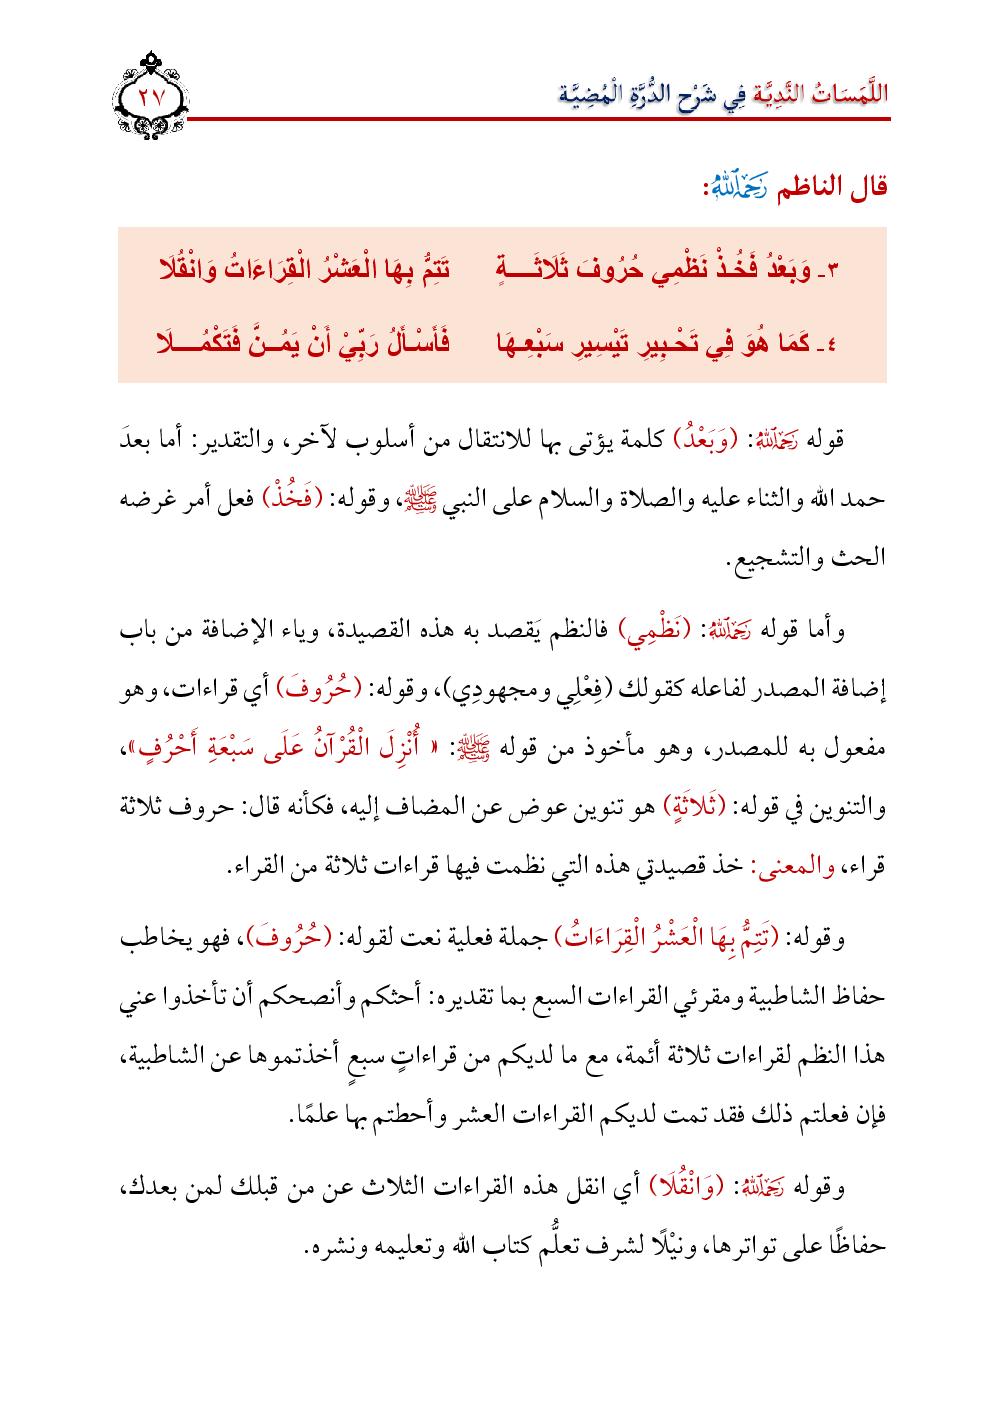 اللَّمَسَاتُ النَّدِيَّة فِي شَرْح الدُّرَّةِ الْمُضِيَّة
٢٧
قال الناظم رَحِمَهُ ٱللَّهُ:
٣ـ وَبَعْدُ فَخُـذْ نَظْمِي حُرُوفَ ثَلَاثَــــةٍ تَتِمُّ بِهَا الْعَشْرُ الْقِرَاءَاتُ وَانْقُلَا
٤ـ كَمَا هُوَ فِي تَحْـبِيرِ تَيْسِيرِ سَبْعِـهَا فَأَسْـأَلُ رَبِّيْ أَنْ يَمُــنَّ فَتَكْمُــــلَا
قوله رَحِمَهُ ٱللَّهُ: (وَبَعْدُ) كلمة يؤتى بها للانتقال من أسلوب لآخر، والتقدير: أما بعدَ
حمد الله والثناء عليه والصلاة والسلام على النبي ﷺ، وقوله: (فَخُذْ) فعل أمر غرضه
الحث والتشجيع.
وأما قوله رَحِمَهُ ٱللَّهُ: (نَظْمِي) فالنظم يَقصد به هذه القصيدة، وياء الإضافة من باب
إضافة المصدر لفاعله كقولك (فِعْلِي ومجهودِي)، وقوله: (حُرُوفَ) أي قراءات، وهو
مفعول به للمصدر، وهو مأخوذ من قوله ﷺ: « أُنْزِلَ الْقُرْآنُ عَلَى سَبْعَةِ أَحْرُفٍ»،
والتنوين في قوله: (ثَلاثَةٍ) هو تنوين عوض عن المضاف إليه، فكأنه قال: حروف ثلاثة
قراء، والمعنى: خذ قصيدتي هذه التي نظمت فيها قراءات ثلاثة من القراء.
وقوله: (تَتِمُّ بِهَا الْعَشْرُ الْقِرَاءَاتُ) جملة فعلية نعت لقوله: (حُرُوفَ)، فهو يخاطب
حفاظ الشاطبية ومقرئي القراءات السبع بما تقديره: أحثكم وأنصحكم أن تأخذوا عني
هذا النظم لقراءات ثلاثة أئمة، مع ما لديكم من قراءاتٍ سبعٍ أخذتموها عن الشاطبية،
فإن فعلتم ذلك فقد تمت لديكم القراءات العشر وأحطتم بها علمًا.
وقوله رَحِمَهُ ٱللَّهُ: (وَانْقُلَا) أي انقل هذه القراءات الثلاث عن من قبلك لمن بعدك،
حفاظًا على تواترها، ونيْلًا لشرف تعلُّم كتاب الله وتعليمه ونشره.